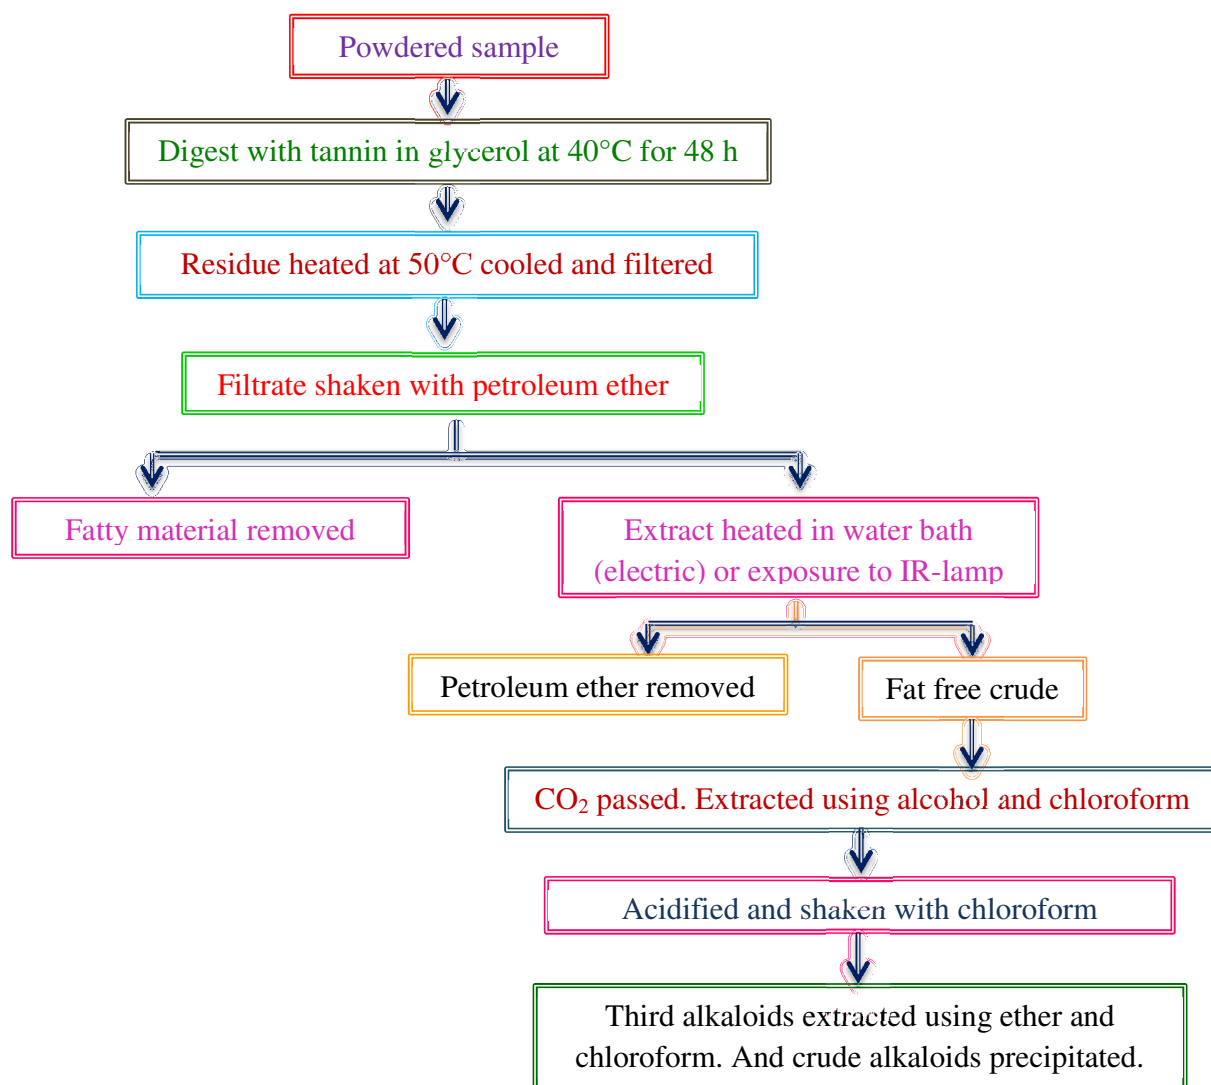 Powdered sample
Digest with tannin in glycerol at 40°C for 48 h
Residue heated at 50°C cooled and filtered
Filtrate shaken with petroleum ether
Fatty material removed
Extract heated in water bath
(electric) or exposure to IR-lamp
Petroleum ether removed
Fat free crude
CO₂ passed. Extracted using alcohol and chloroform
Acidified and shaken with chloroform
Third alkaloids extracted using ether and
chloroform. And crude alkaloids precipitated.